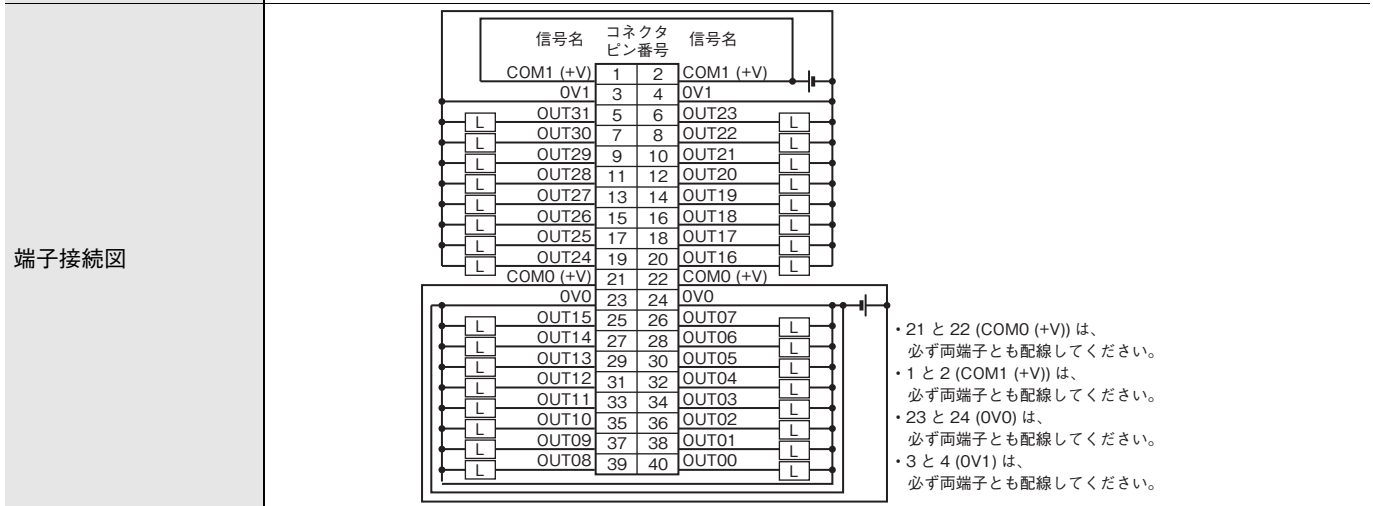 端子接続図
信号名 コネクタ ピン番号 信号名
COM1 (+V) 1 2 COM1 (+V)
0V1 3 4 0V1
L OUT31 5 6 OUT23 L
L OUT30 7 8 OUT22 L
L OUT29 9 10 OUT21 L
L OUT28 11 12 OUT20 L
L OUT27 13 14 OUT19 L
L OUT26 15 16 OUT18 L
L OUT25 17 18 OUT17 L
L OUT24 19 20 OUT16 L
COM0 (+V) 21 22 COM0 (+V)
0V0 23 24 0V0
L OUT15 25 26 OUT07 L
L OUT14 27 28 OUT06 L
L OUT13 29 30 OUT05 L
L OUT12 31 32 OUT04 L
L OUT11 33 34 OUT03 L
L OUT10 35 36 OUT02 L
L OUT09 37 38 OUT01 L
L OUT08 39 40 OUT00 L
・21 と 22 (COM0 (+V)) は、
必ず両端子とも配線してください。
・1 と 2 (COM1 (+V)) は、
必ず両端子とも配線してください。
・23 と 24 (0V0) は、
必ず両端子とも配線してください。
・3 と 4 (0V1) は、
必ず両端子とも配線してください。